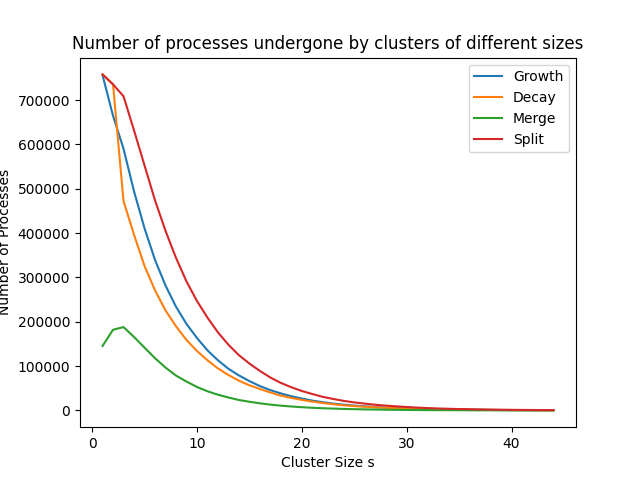 Number of processes undergone by clusters of different sizes
Growth
Decay
Merge
Split
Number of Processes
700000
600000
500000
400000
300000
200000
100000
0
0 10 20 30 40
Cluster Size s